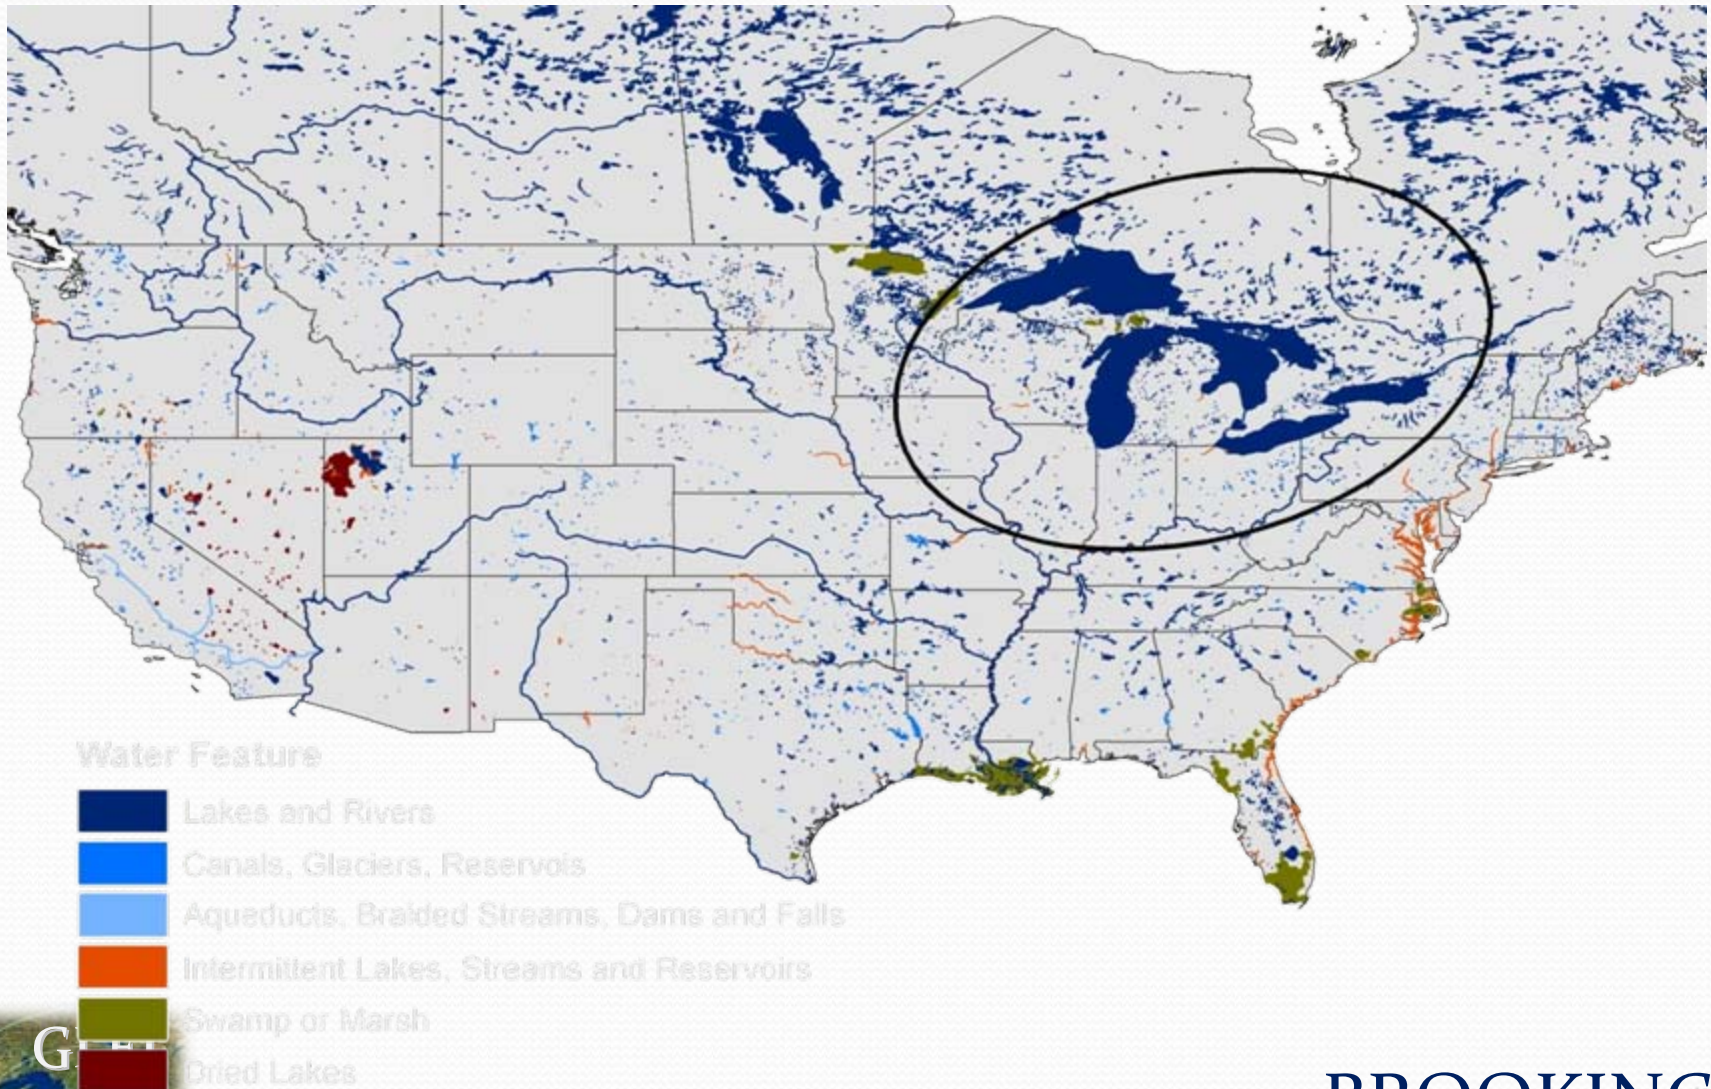 Water Feature
Lakes and Rivers
Canals, Glaciers, Reservois
Aqueducts, Braided Streams, Dams and Falls
Intermittent Lakes, Streams and Reservoirs
Swamp or Marsh
Dried Lakes